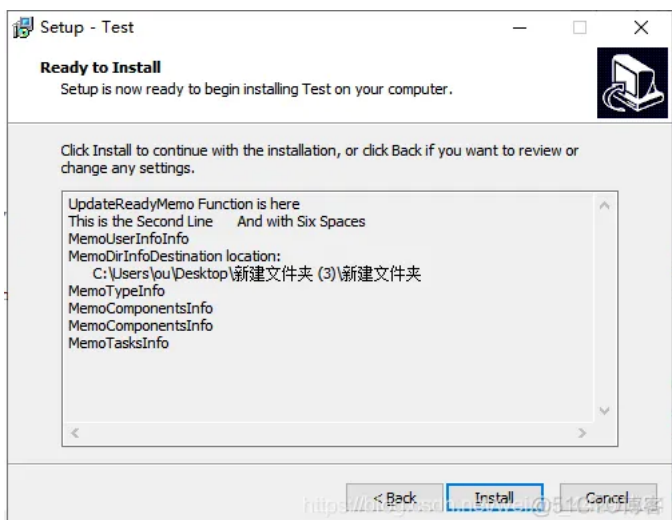 Setup - Test
Ready to Install
Setup is now ready to begin installing Test on your computer.
Click Install to continue with the installation, or click Back if you want to review or
change any settings.
UpdateReadyMemo Function is here
This is the Second Line      And with Six Spaces
MemoUserInfoInfo
MemoDirInfoDestination location:
C:\Users\ou\Desktop\新建文件夹 (3)\新建文件夹
MemoTypeInfo
MemoComponentsInfo
MemoComponentsInfo
MemoTasksInfo
< Back
Install
Cancel